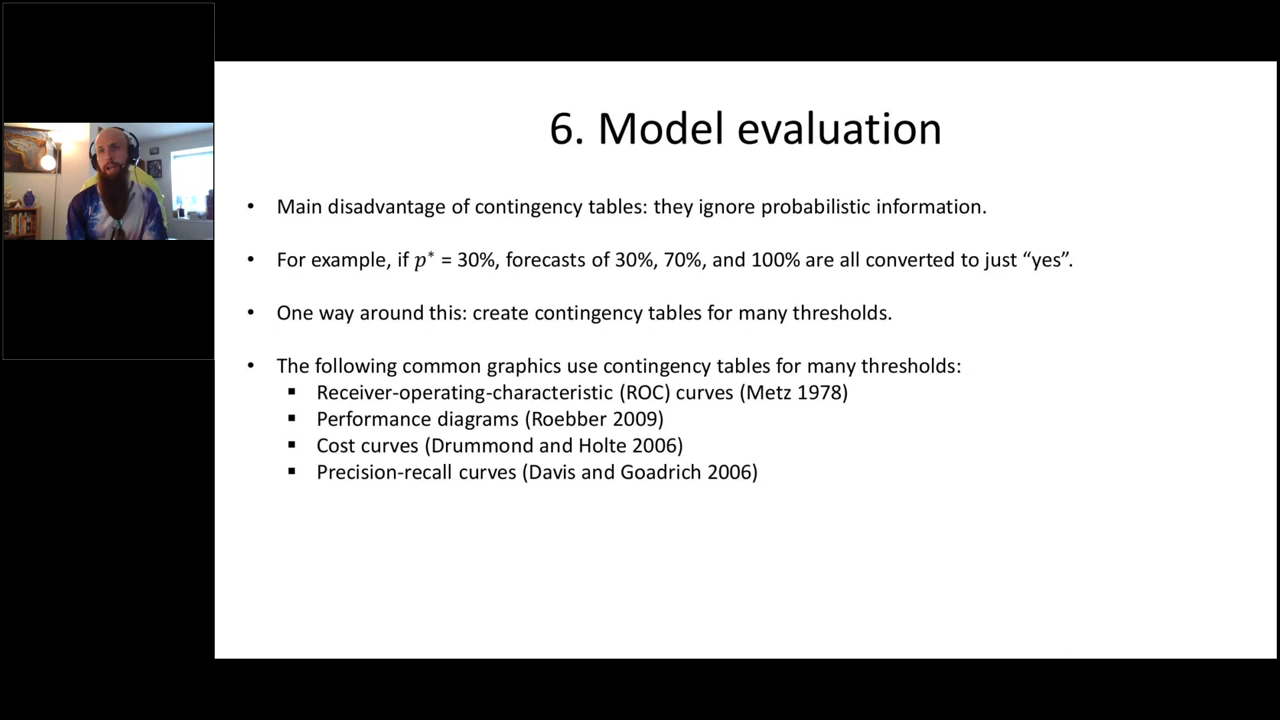 6. Model evaluation
• Main disadvantage of contingency tables: they ignore probabilistic information.
• For example, if p* = 30%, forecasts of 30%, 70%, and 100% are all converted to just “yes”.
• One way around this: create contingency tables for many thresholds.
• The following common graphics use contingency tables for many thresholds:
▪ Receiver-operating-characteristic (ROC) curves (Metz 1978)
▪ Performance diagrams (Roebber 2009)
▪ Cost curves (Drummond and Holte 2006)
▪ Precision-recall curves (Davis and Goadrich 2006)